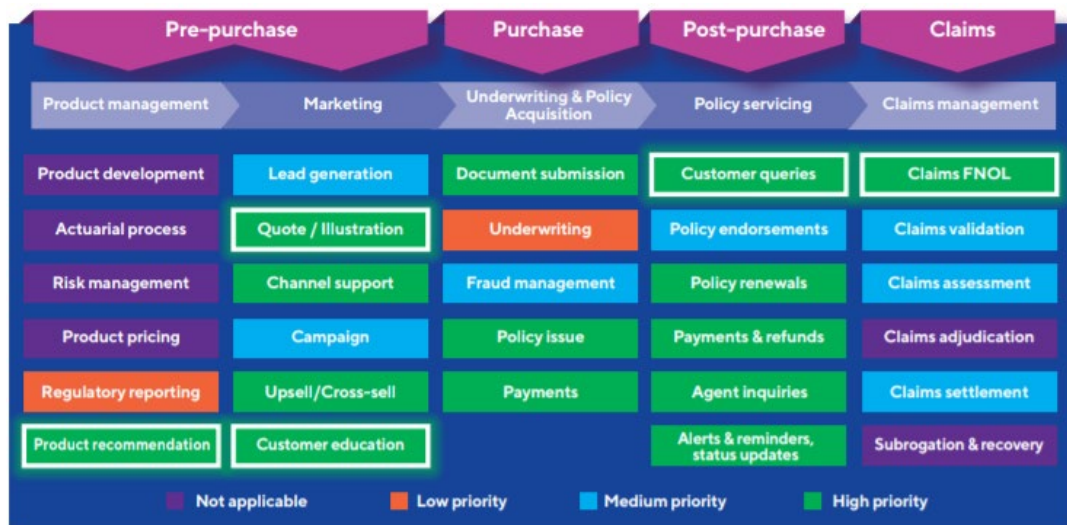 Pre-purchase
Purchase
Post-purchase
Claims
Product management
Marketing
Underwriting & Policy
Acquisition
Policy servicing
Claims management
Product development
Lead generation
Document submission
Customer queries
Claims FNOL
Actuarial process
Quote / Illustration
Underwriting
Policy endorsements
Claims validation
Risk management
Channel support
Fraud management
Policy renewals
Claims assessment
Product pricing
Campaign
Policy issue
Payments & refunds
Claims adjudication
Regulatory reporting
Upsell/Cross-sell
Payments
Agent inquiries
Claims settlement
Product recommendation
Customer education
Alerts & reminders,
status updates
Subrogation & recovery
Not applicable
Low priority
Medium priority
High priority